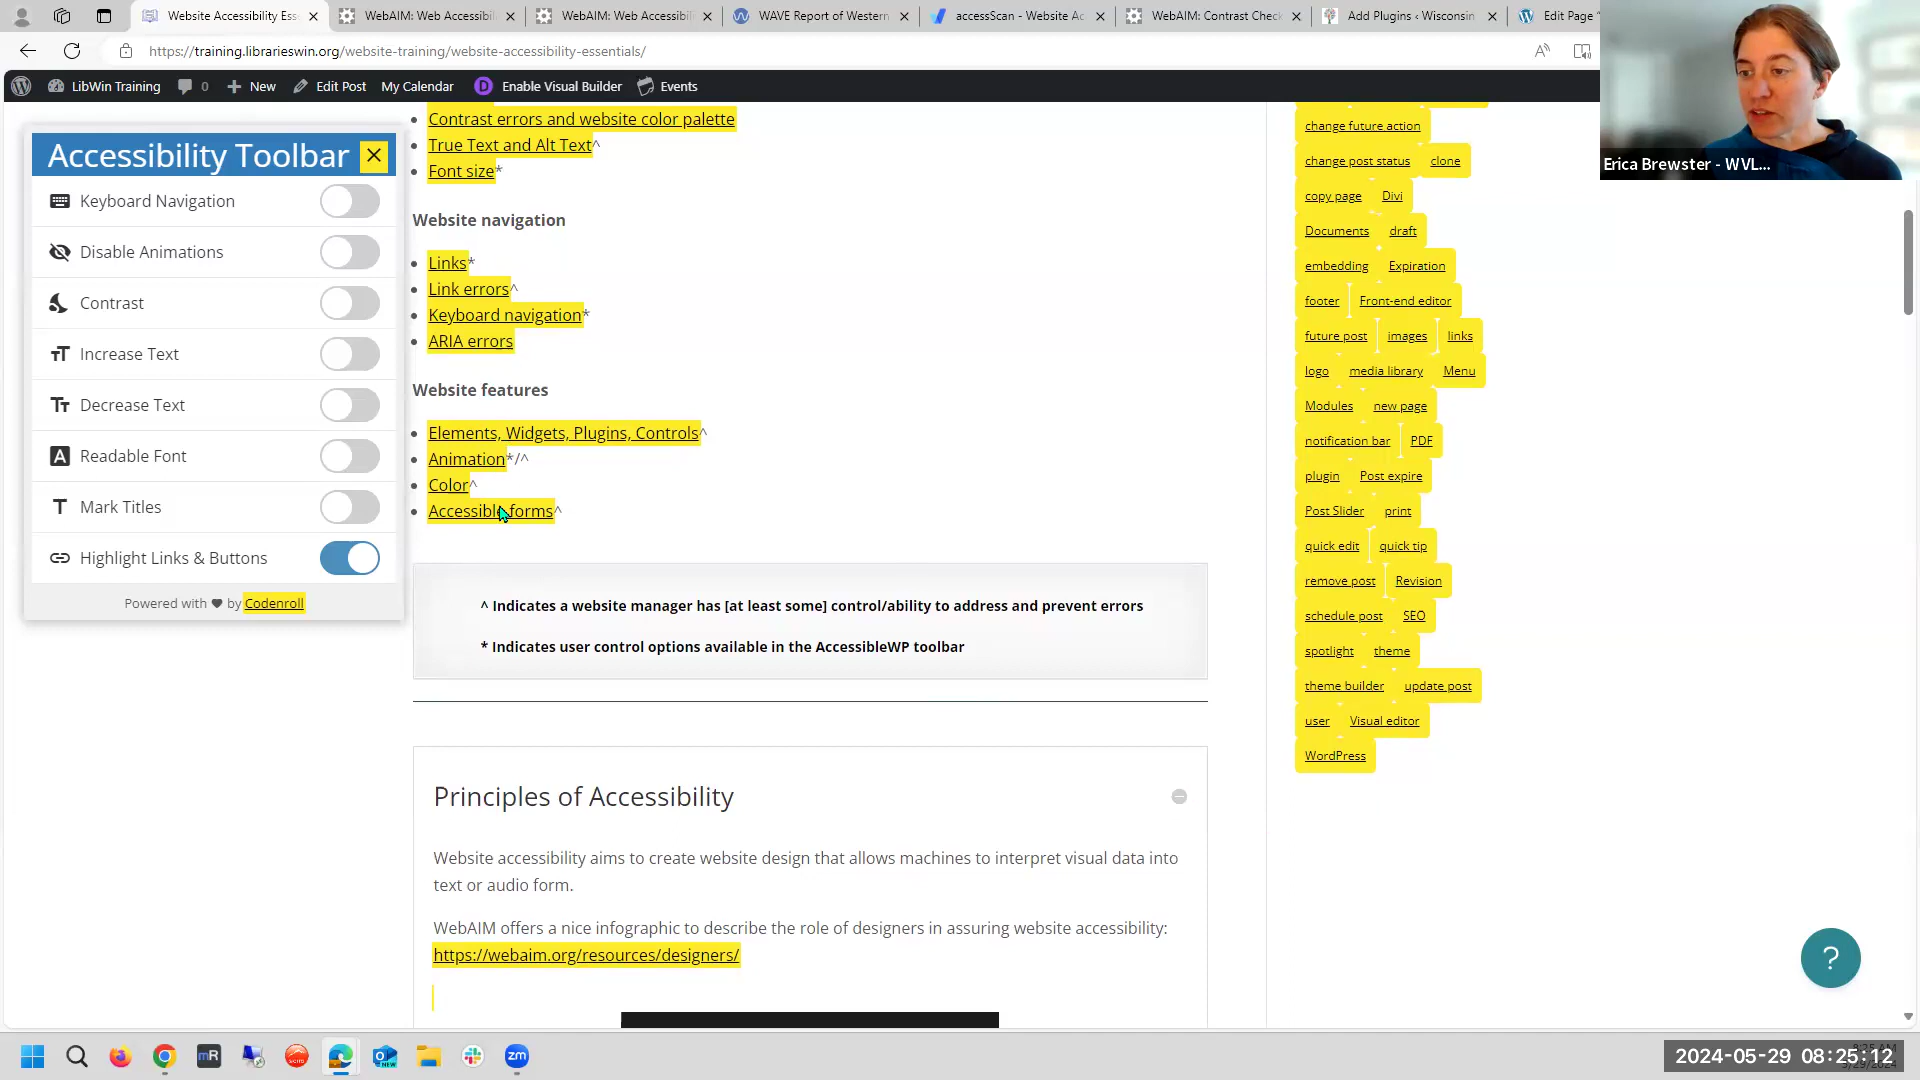 Website Accessibility Ess
WebAIM: Web Accessibil
WebAIM: Web Accessibil
WAVE Report of Western
accessScan - Website Ac
WebAIM: Contrast Check
Add Plugins ‹ Wisconsin
Edit Page "
https://training.librarieswin.org/website-training/website-accessibility-essentials/
LibWin Training
0
New
Edit Post
My Calendar
Enable Visual Builder
Events
Erica Brewster - WVL...
Accessibility Toolbar
Keyboard Navigation
Disable Animations
Contrast
Increase Text
Decrease Text
Readable Font
Mark Titles
Highlight Links & Buttons
Powered with ♥ by Codenroll
Contrast errors and website color palette
True Text and Alt Text^
Font size*
Website navigation
Links*
Link errors^
Keyboard navigation*
ARIA errors
Website features
Elements, Widgets, Plugins, Controls^
Animation*/^
Color^
Accessible forms^
^ Indicates a website manager has [at least some] control/ability to address and prevent errors
* Indicates user control options available in the AccessibleWP toolbar
Principles of Accessibility
Website accessibility aims to create website design that allows machines to interpret visual data into
text or audio form.
WebAIM offers a nice infographic to describe the role of designers in assuring website accessibility:
https://webaim.org/resources/designers/
change future action
change post status clone
copy page Divi
Documents draft
embedding Expiration
footer Front-end editor
future post images links
logo media library Menu
Modules new page
notification bar PDF
plugin Post expire
Post Slider print
quick edit quick tip
remove post Revision
schedule post SEO
spotlight theme
theme builder update post
user Visual editor
WordPress
?
mR
zm
2024-05-29 08:25:12